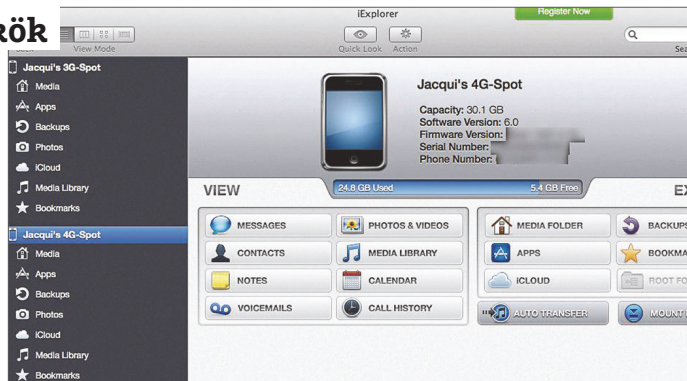 kök
iExplorer
Register Now
View Mode
Quick Look
Action
Jacqui's 3G-Spot
Media
Apps
Backups
Photos
iCloud
Media Library
Bookmarks
Jacqui's 4G-Spot
Media
Apps
Backups
Photos
iCloud
Media Library
Bookmarks
Jacqui's 4G-Spot
Capacity: 30.1 GB
Software Version: 6.0
Firmware Version:
Serial Number:
Phone Number:
VIEW
24.8 GB Used
5.4 GB Free
MESSAGES
PHOTOS & VIDEOS
CONTACTS
MEDIA LIBRARY
NOTES
CALENDAR
VOICEMAILS
CALL HISTORY
MEDIA FOLDER
BACKUPS
APPS
iCLOUD
AUTO TRANSFER
MOUNT